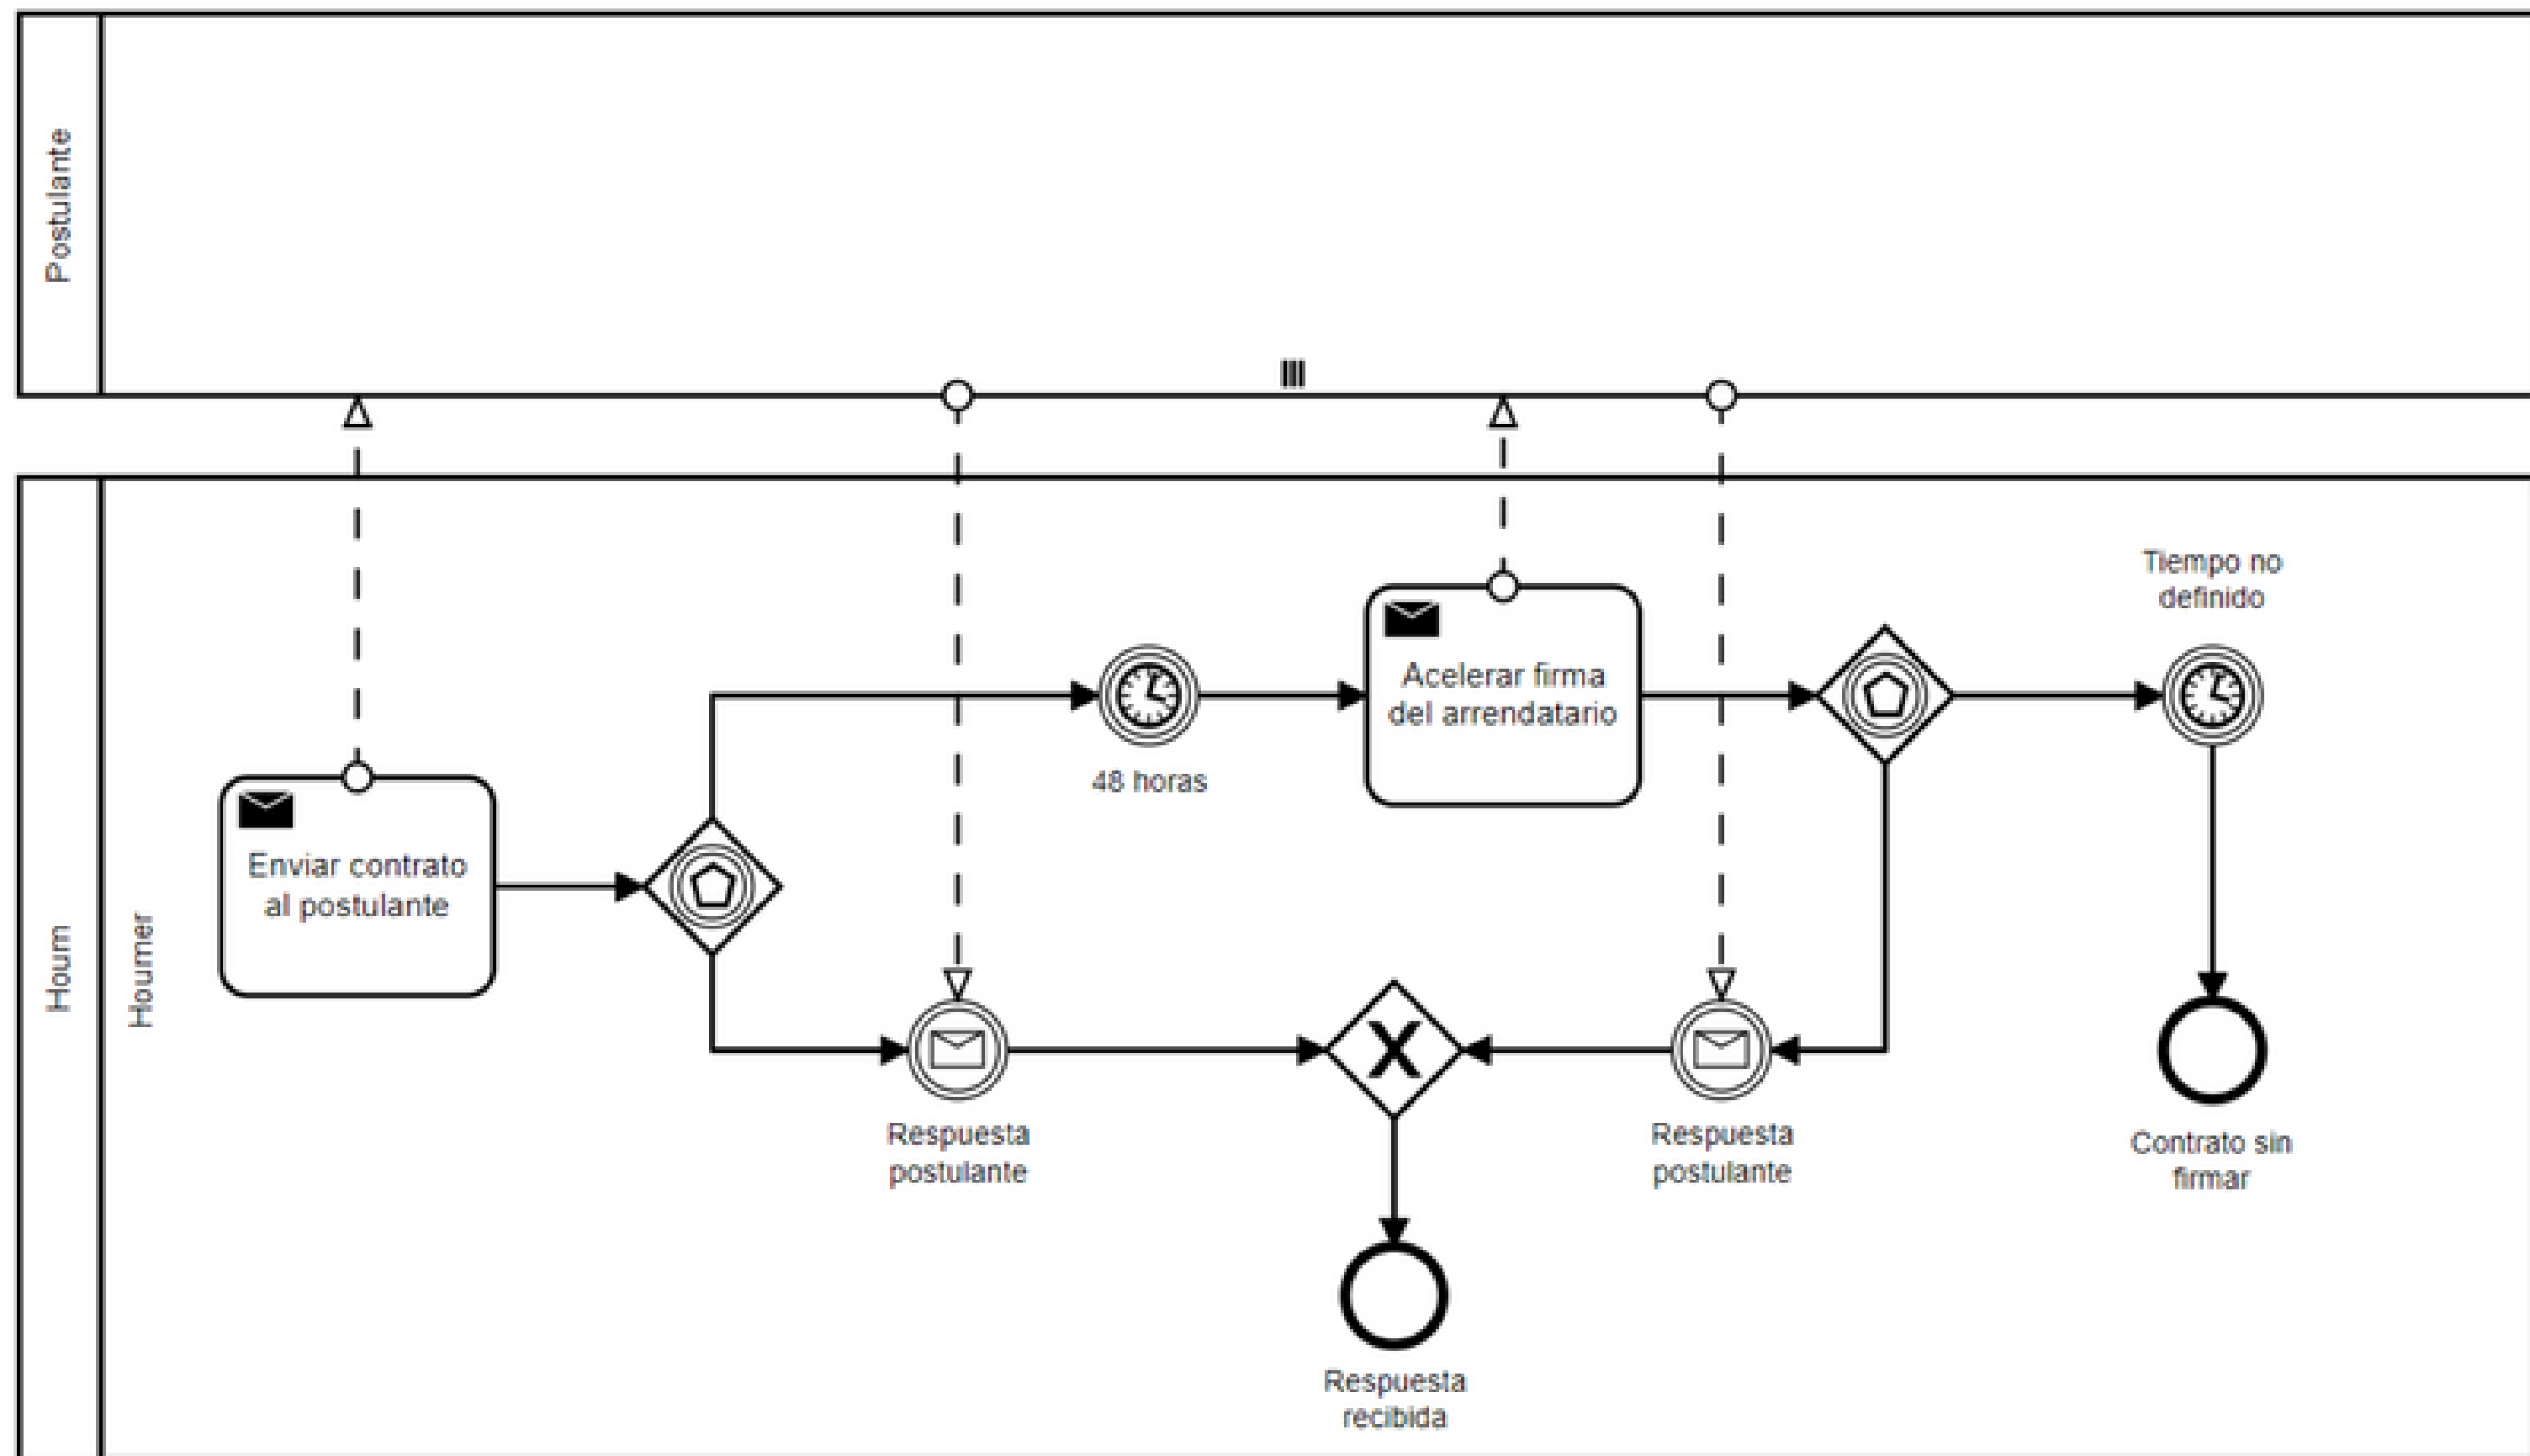 Postulante
Houm
Houmer
Enviar contrato
al postulante
48 horas
Acelerar firma
del arrendatario
Tiempo no
definido
Respuesta
postulante
Respuesta
postulante
Contrato sin
firmar
Respuesta
recibida